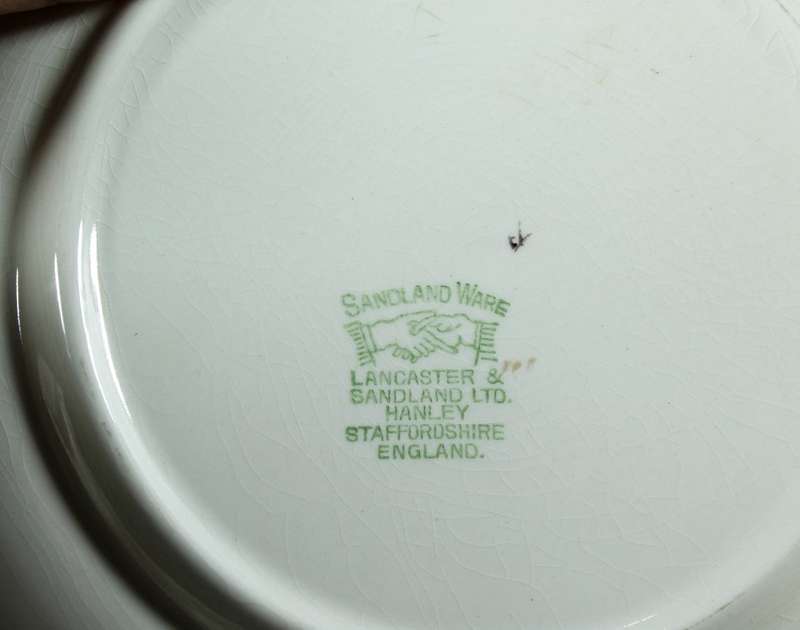 SANDLAND WARE
LANCASTER &
SANDLAND LTD.
HANLEY
STAFFORDSHIRE
ENGLAND.